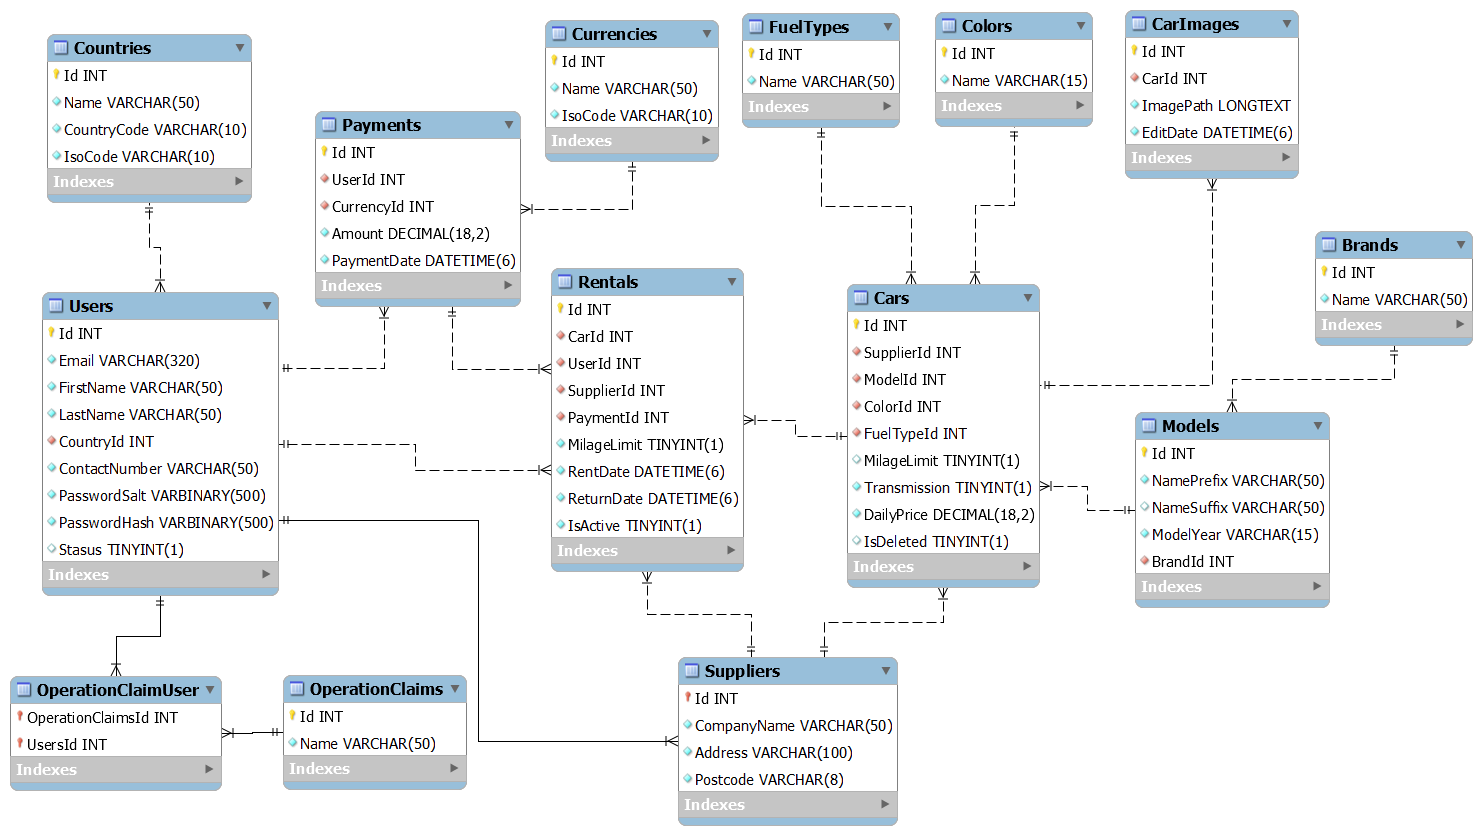 Countries
Id INT
Name VARCHAR(50)
CountryCode VARCHAR(10)
IsoCode VARCHAR(10)
Indexes
Payments
Id INT
UserId INT
CurrencyId INT
Amount DECIMAL(18,2)
PaymentDate DATETIME(6)
Indexes
Currencies
Id INT
Name VARCHAR(50)
IsoCode VARCHAR(10)
Indexes
FuelTypes
Id INT
Name VARCHAR(50)
Indexes
Colors
Id INT
Name VARCHAR(15)
Indexes
CarImages
Id INT
CarId INT
ImagePath LONGTEXT
EditDate DATETIME(6)
Indexes
Brands
Id INT
Name VARCHAR(50)
Indexes
Users
Id INT
Email VARCHAR(320)
FirstName VARCHAR(50)
LastName VARCHAR(50)
CountryId INT
ContactNumber VARCHAR(50)
PasswordSalt VARBINARY(500)
PasswordHash VARBINARY(500)
Stasus TINYINT(1)
Indexes
Rentals
Id INT
CarId INT
UserId INT
SupplierId INT
PaymentId INT
MilageLimit TINYINT(1)
RentDate DATETIME(6)
ReturnDate DATETIME(6)
IsActive TINYINT(1)
Indexes
Cars
Id INT
SupplierId INT
ModelId INT
ColorId INT
FuelTypeId INT
MilageLimit TINYINT(1)
Transmission TINYINT(1)
DailyPrice DECIMAL(18,2)
IsDeleted TINYINT(1)
Indexes
Models
Id INT
NamePrefix VARCHAR(50)
NameSuffix VARCHAR(50)
ModelYear VARCHAR(15)
BrandId INT
Indexes
OperationClaimUser
OperationClaimsId INT
UsersId INT
Indexes
OperationClaims
Id INT
Name VARCHAR(50)
Indexes
Suppliers
Id INT
CompanyName VARCHAR(50)
Address VARCHAR(100)
Postcode VARCHAR(8)
Indexes